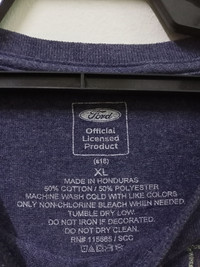 Ford
Official
Licensed
Product
(s16)
XL
MADE IN HONDURAS
50% COTTON / 50% POLYESTER
MACHINE WASH COLD WITH LIKE COLORS
ONLY NON-CHLORINE BLEACH WHEN NEEDED
TUMBLE DRY LOW.
DO NOT IRON IF DECORATED.
DO NOT DRY CLEAN.
RN# 115885 / SCC